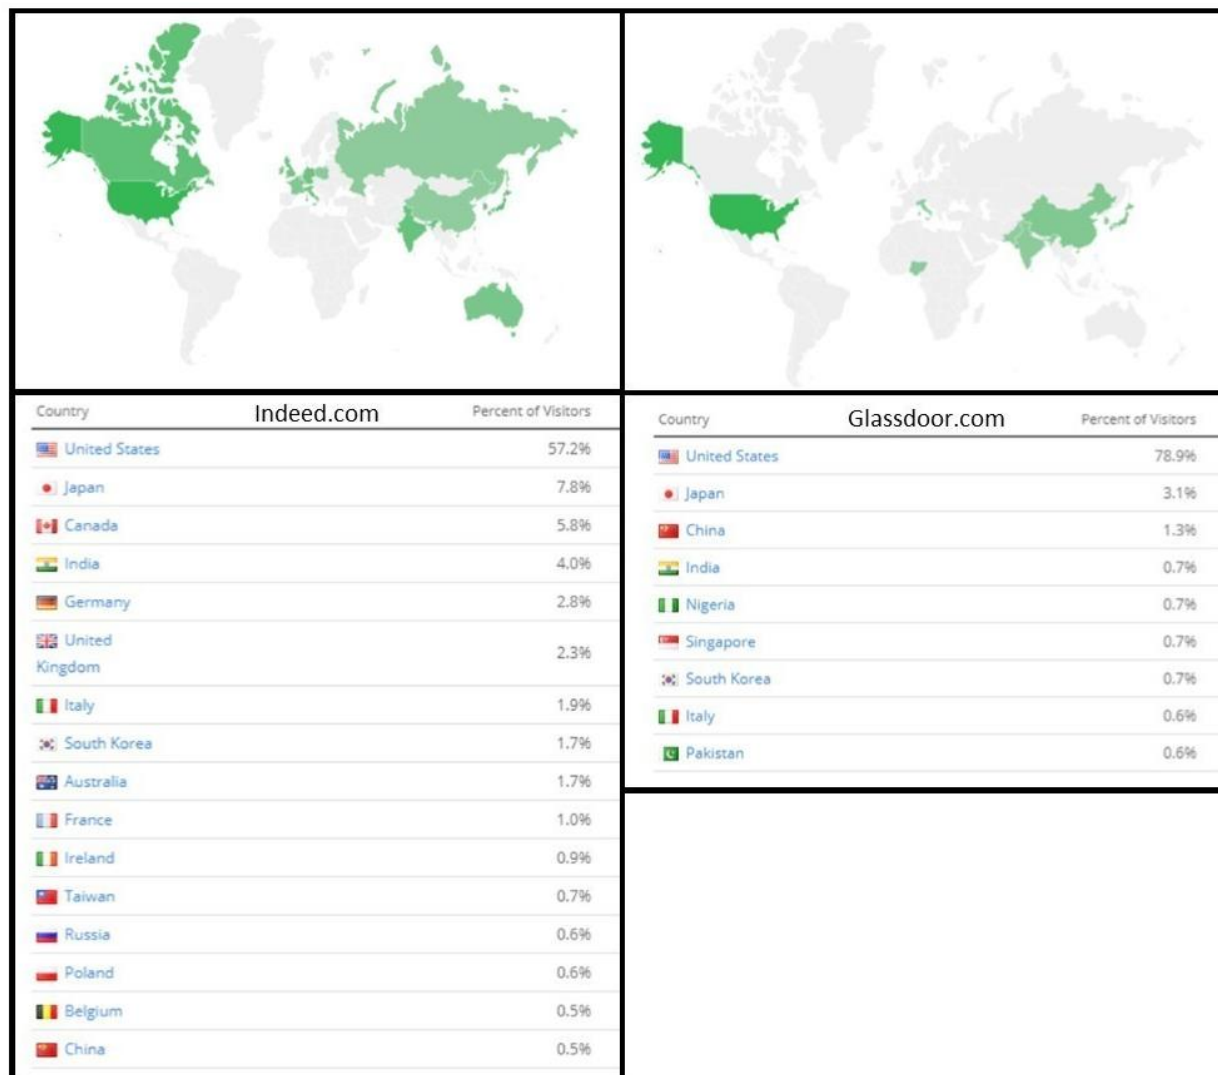 Country Indeed.com Percent of Visitors
United States 57.2%
Japan 7.8%
Canada 5.8%
India 4.0%
Germany 2.8%
United
Kingdom 2.3%
Italy 1.9%
South Korea 1.7%
Australia 1.7%
France 1.0%
Ireland 0.9%
Taiwan 0.7%
Russia 0.6%
Poland 0.6%
Belgium 0.5%
China 0.5%
Country Glassdoor.com Percent of Visitors
United States 78.9%
Japan 3.1%
China 1.3%
India 0.7%
Nigeria 0.7%
Singapore 0.7%
South Korea 0.7%
Italy 0.6%
Pakistan 0.6%